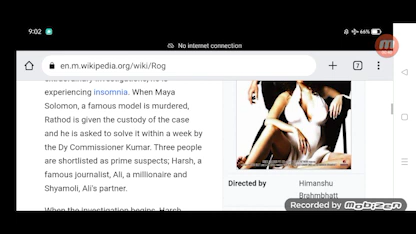 9:02
66%
No internet connection
en.m.wikipedia.org/wiki/Rog
7
experiencing insomnia. When Maya
Solomon, a famous model is murdered,
Rathod is given the custody of the case
and he is asked to solve it within a week by
the Dy Commissioner Kumar. Three people
are shortlisted as prime suspects; Harsh, a
famous journalist, Ali, a millionaire and
Shyamoli, Ali's partner.
When the investigation begins, Harsh
Directed by
Himanshu
Brahmbhatt
Recorded by Mobizen